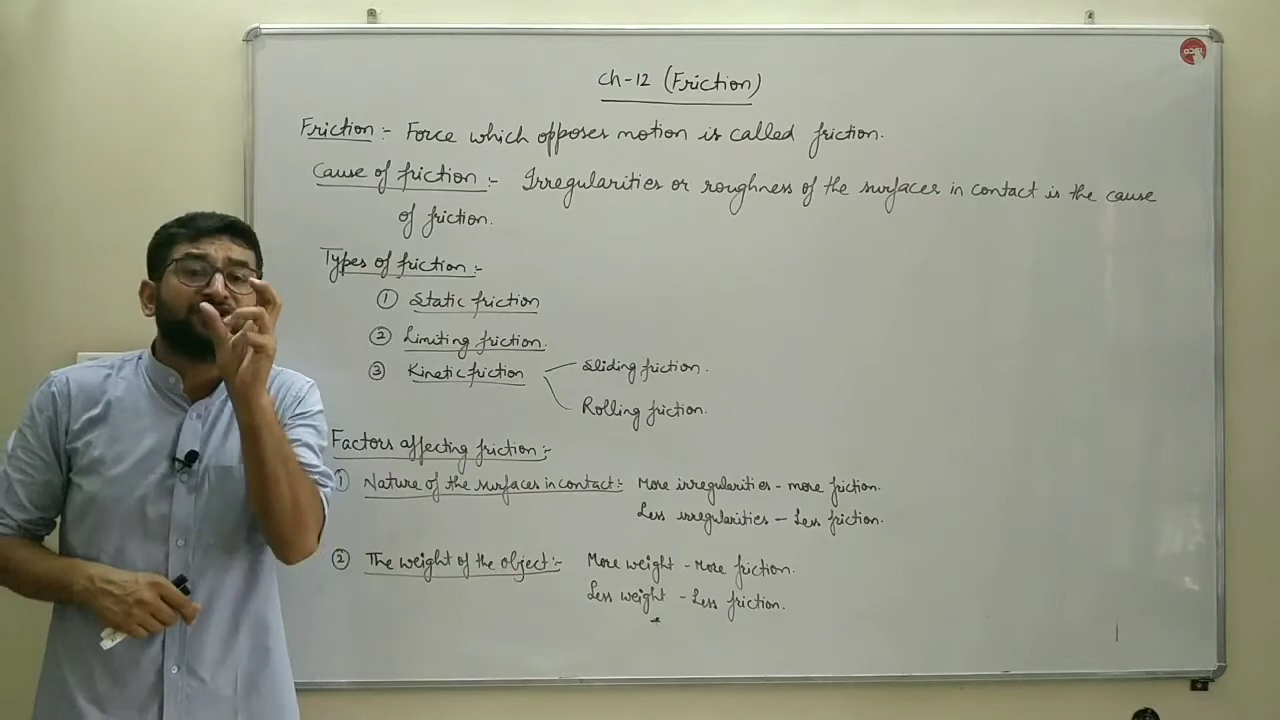 Ch-12 (Friction)
Friction :- Force which opposes motion is called friction.
Cause of friction :- Irregularities or roughness of the surfaces in contact is the cause
of friction.
Types of friction :-
① Static friction
② Limiting friction.
③ Kinetic friction
Sliding friction.
Rolling friction.
Factors affecting friction :-
① Nature of the surfaces in contact :- More irregularities - more friction.
Less irregularities - Less friction.
② The weight of the object :- More weight - More friction.
Less weight - Less friction.